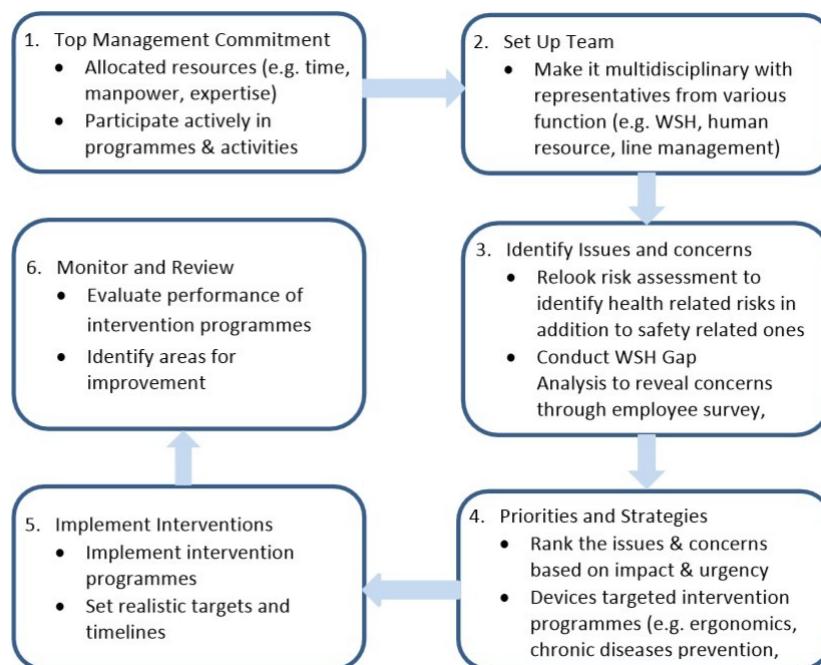 1. Top Management Commitment
• Allocated resources (e.g. time,
manpower, expertise)
• Participate actively in
programmes & activities
2. Set Up Team
• Make it multidisciplinary with
representatives from various
function (e.g. WSH, human
resource, line management)
3. Identify Issues and concerns
• Relook risk assessment to
identify health related risks in
addition to safety related ones
• Conduct WSH Gap
Analysis to reveal concerns
through employee survey,
4. Priorities and Strategies
• Rank the issues & concerns
based on impact & urgency
• Devices targeted intervention
programmes (e.g. ergonomics,
chronic diseases prevention,
5. Implement Interventions
• Implement intervention
programmes
• Set realistic targets and
timelines
6. Monitor and Review
• Evaluate performance of
intervention programmes
• Identify areas for
improvement